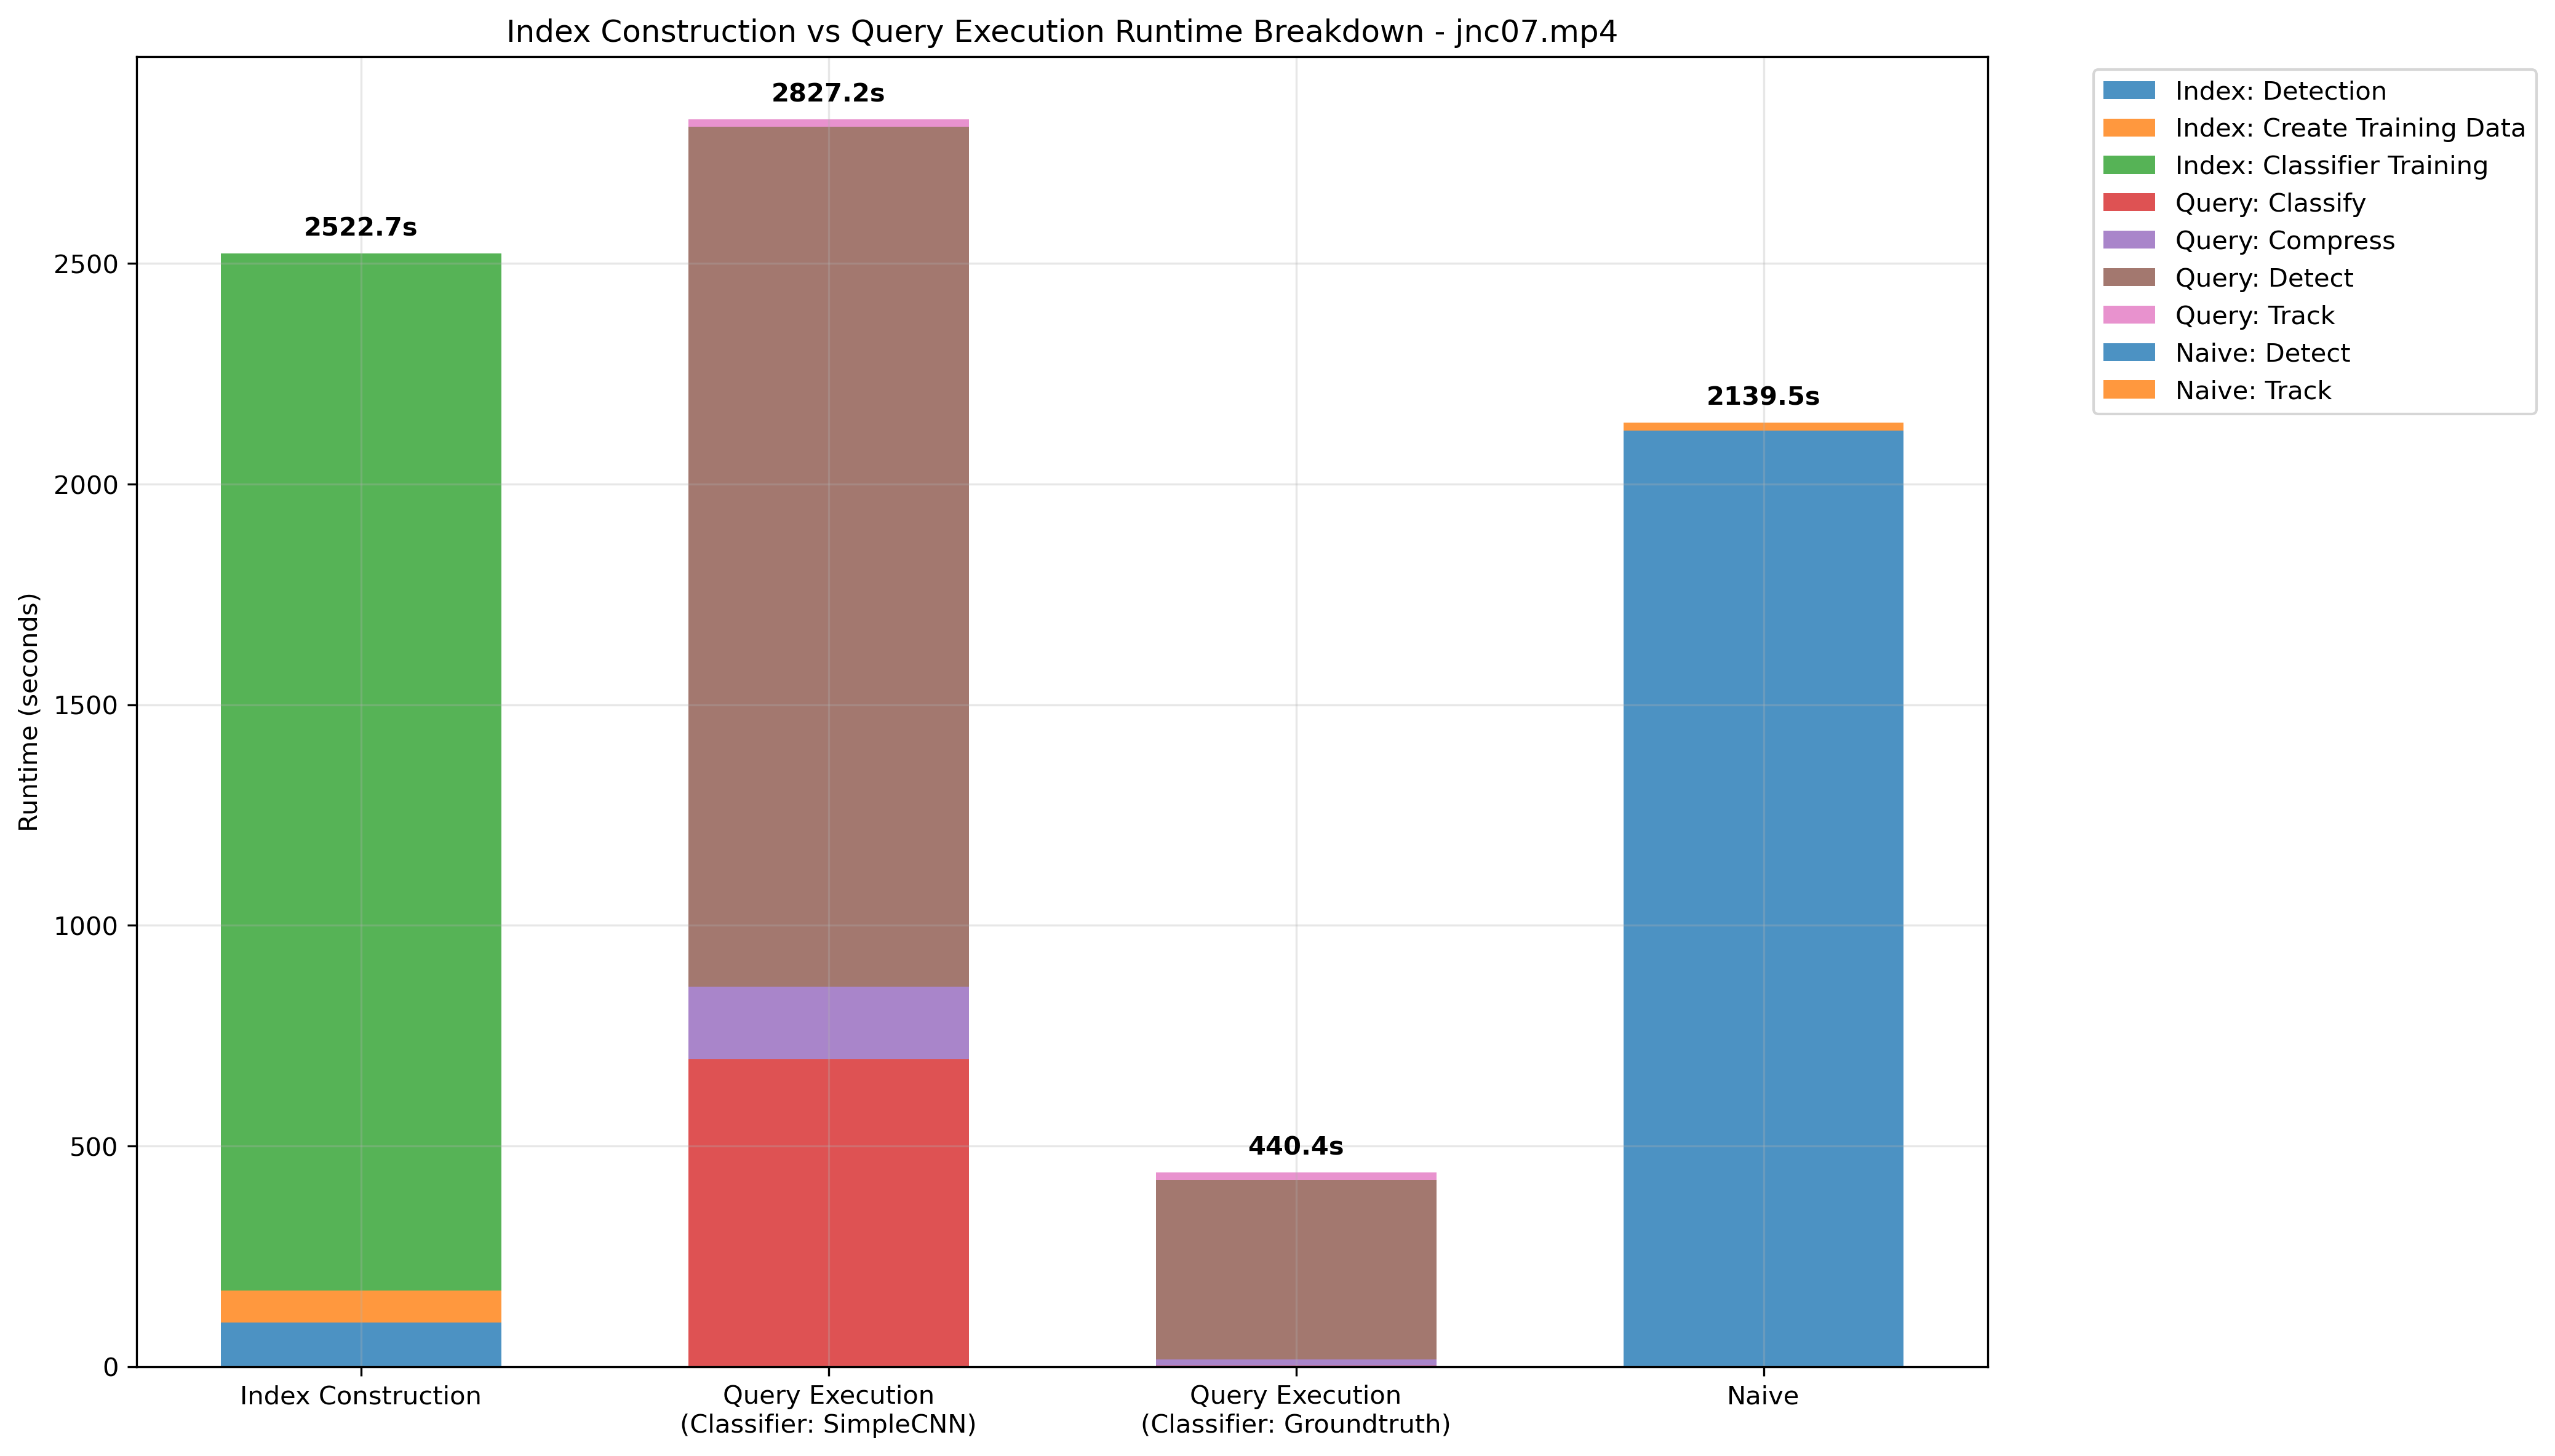 Index Construction vs Query Execution Runtime Breakdown - jnc07.mp4
Runtime (seconds)
2500
2000
1500
1000
500
0
2522.7s
2827.2s
440.4s
2139.5s
Index Construction
Query Execution
(Classifier: SimpleCNN)
Query Execution
(Classifier: Groundtruth)
Naive
Index: Detection
Index: Create Training Data
Index: Classifier Training
Query: Classify
Query: Compress
Query: Detect
Query: Track
Naive: Detect
Naive: Track